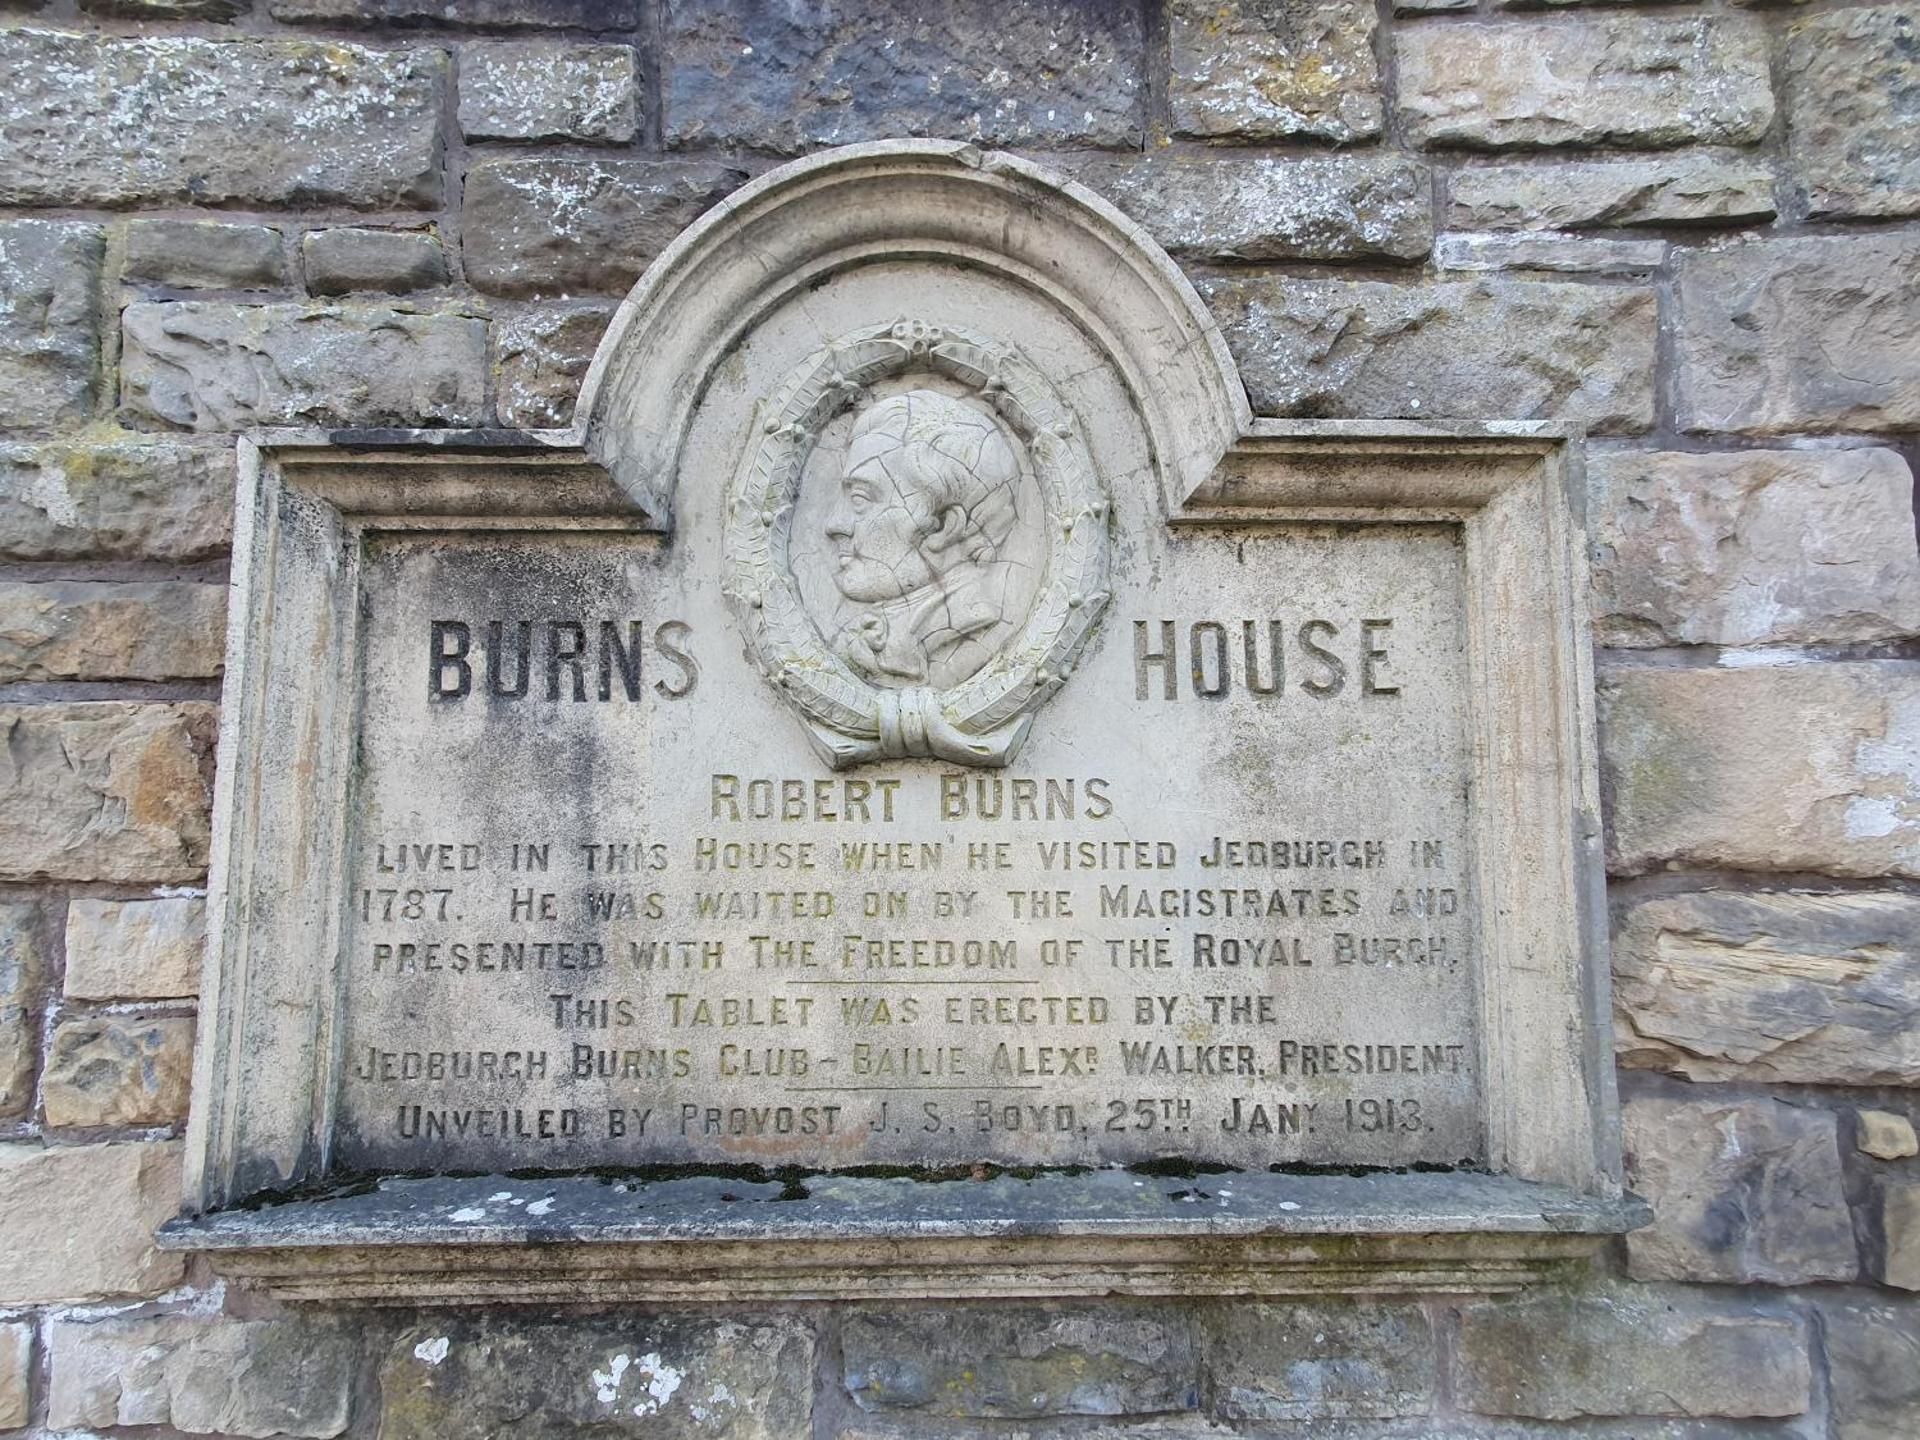 BURNS HOUSE
ROBERT BURNS
LIVED IN THIS HOUSE WHEN HE VISITED JEDBURGH IN
1787. HE WAS WAITED ON BY THE MAGISTRATES AND
PRESENTED WITH THE FREEDOM OF THE ROYAL BURGH.
THIS TABLET WAS ERECTED BY THE
JEDBURGH BURNS CLUB – BAILIE ALEXR WALKER, PRESIDENT.
UNVEILED BY PROVOST J. S. BOYD, 25TH JANY 1913.